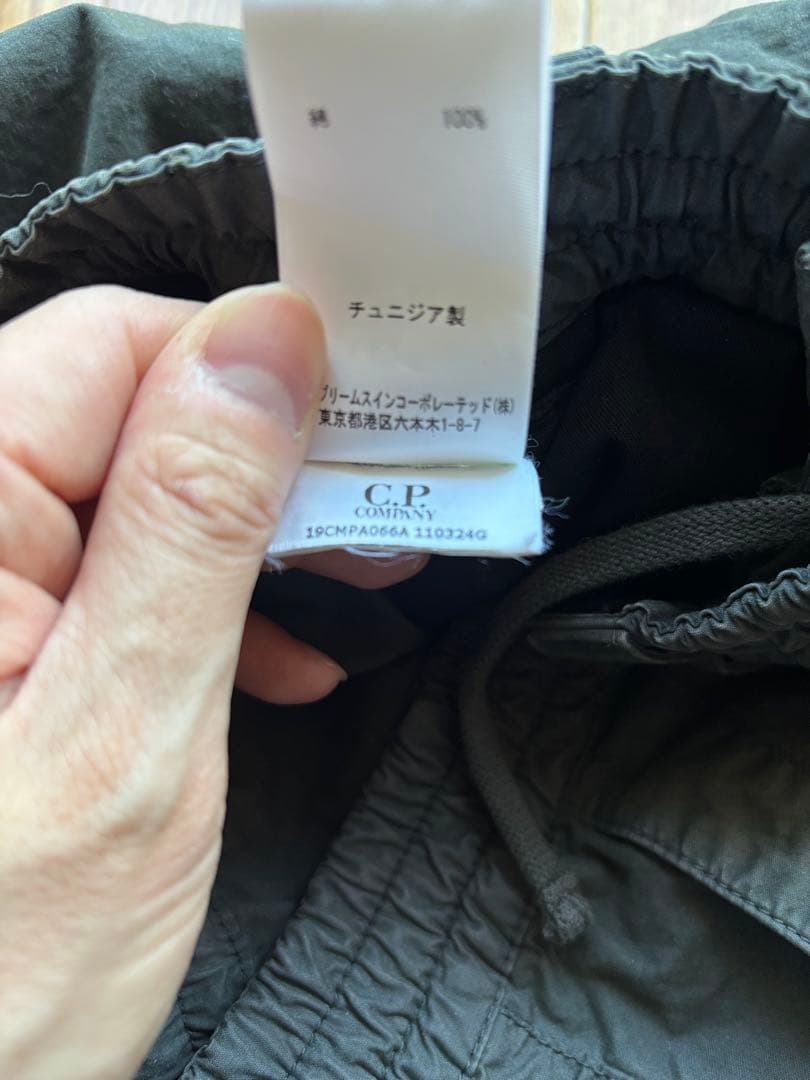 綿 100%
チュニジア製
ブリームスインコーポレーテッド(株)
東京都港区六本木1-8-7
C.P.
COMPANY
19CMPA066A 110324G